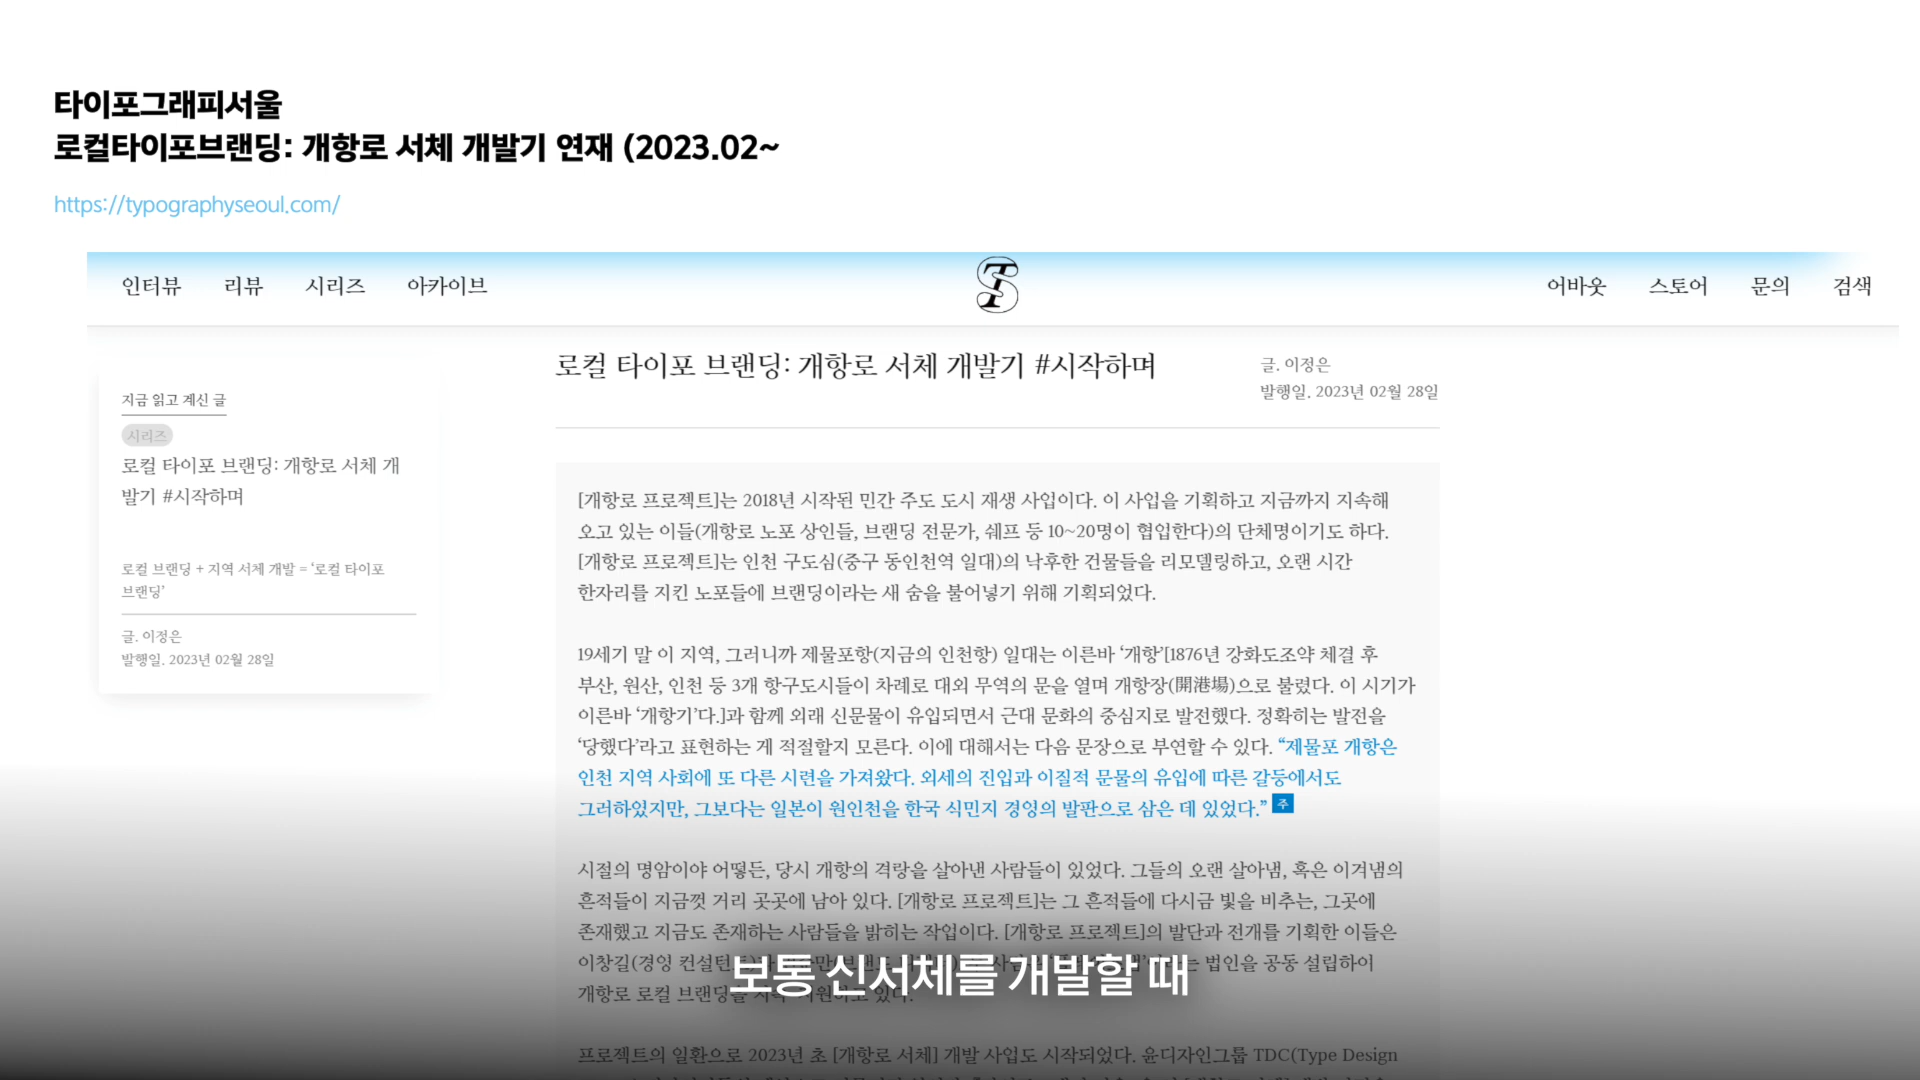 타이포그래피서울
로컬타이포브랜딩: 개항로 서체 개발기 연재 (2023.02~
https://typographyseoul.com/
인터뷰 리뷰 시리즈 아카이브 TS 어바웃 스토어 문의 검색
지금 읽고 계신 글
시리즈
로컬 타이포 브랜딩: 개항로 서체 개
발기 #시작하며
로컬 브랜딩 + 지역 서체 개발 = ‘로컬 타이포
브랜딩’
글. 이정은
발행일. 2023년 02월 28일
로컬 타이포 브랜딩: 개항로 서체 개발기 #시작하며
글. 이정은
발행일. 2023년 02월 28일
[개항로 프로젝트]는 2018년 시작된 민간 주도 도시 재생 사업이다. 이 사업을 기획하고 지금까지 지속해
오고 있는 이들(개항로 노포 상인들, 브랜딩 전문가, 쉐프 등 10~20명이 협업한다)의 단체명이기도 하다.
[개항로 프로젝트]는 인천 구도심(중구 동인천역 일대)의 낙후한 건물들을 리모델링하고, 오랜 시간
한자리를 지킨 노포들에 브랜딩이라는 새 숨을 불어넣기 위해 기획되었다.
19세기 말 이 지역, 그러니까 제물포항(지금의 인천항) 일대는 이른바 ‘개항’[1876년 강화도조약 체결 후
부산, 원산, 인천 등 3개 항구도시들이 차례로 대외 무역의 문을 열며 개항장(開港場)으로 불렸다. 이 시기가
이른바 ‘개항기’다.]과 함께 외래 신문물이 유입되면서 근대 문화의 중심지로 발전했다. 정확히는 발전을
‘당했다’라고 표현하는 게 적절할지 모른다. 이에 대해서는 다음 문장으로 부연할 수 있다. “제물포 개항은
인천 지역 사회에 또 다른 시련을 가져왔다. 외세의 진입과 이질적 문물의 유입에 따른 갈등에서도
그러하였지만, 그보다는 일본이 원인천을 한국 식민지 경영의 발판으로 삼은 데 있었다.” 주
시절의 명암이야 어떻든, 당시 개항의 격랑을 살아낸 사람들이 있었다. 그들의 오랜 살아냄, 혹은 이겨냄의
흔적들이 지금껏 거리 곳곳에 남아 있다. [개항로 프로젝트]는 그 흔적들에 다시금 빛을 비추는, 그곳에
존재했고 지금도 존재하는 사람들을 밝히는 작업이다. [개항로 프로젝트]의 발단과 전개를 기획한 이들은
이창길(경영 컨설턴트) 법인을 공동 설립하여
개항로 로컬 브랜딩을 있다.
보통 신서체를 개발할 때
프로젝트의 일환으로 2023년 초 [개항로 서체] 개발 사업도 시작되었다. 윤디자인그룹 TDC(Type Design